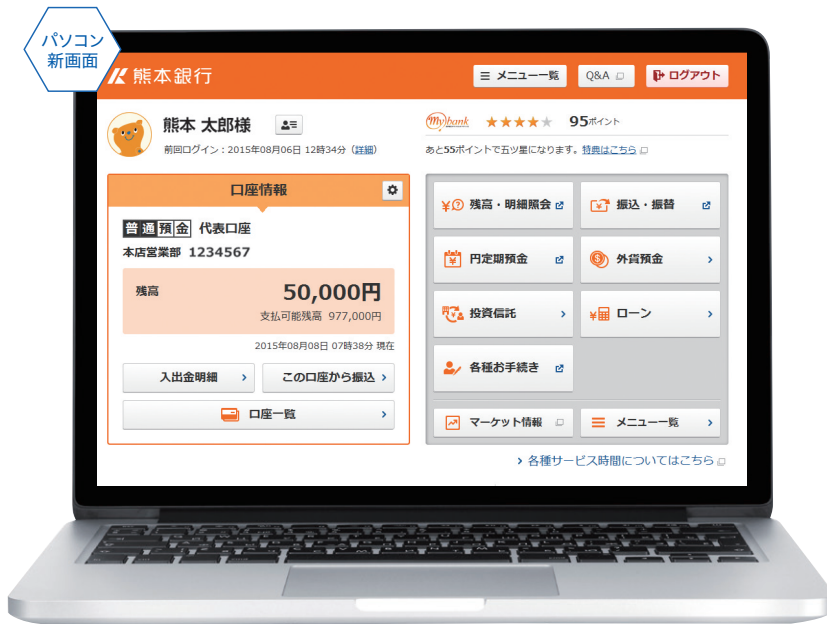 パソコン
新画面
熊本銀行
メニュー一覧
Q&A
ログアウト
熊本 太郎様
前回ログイン：2015年08月06日 12時34分（詳細）
My bank
★★★★★ 95ポイント
あと55ポイントで五ツ星になります。特典はこちら
口座情報
普通預金 代表口座
本店営業部 1234567
残高
50,000円
支払可能残高 977,000円
2015年08月08日 07時38分 現在
入出金明細
この口座から振込
口座一覧
残高・明細照会
振込・振替
円定期預金
外貨預金
投資信託
ローン
各種お手続き
マーケット情報
メニュー一覧
各種サービス時間についてはこちら